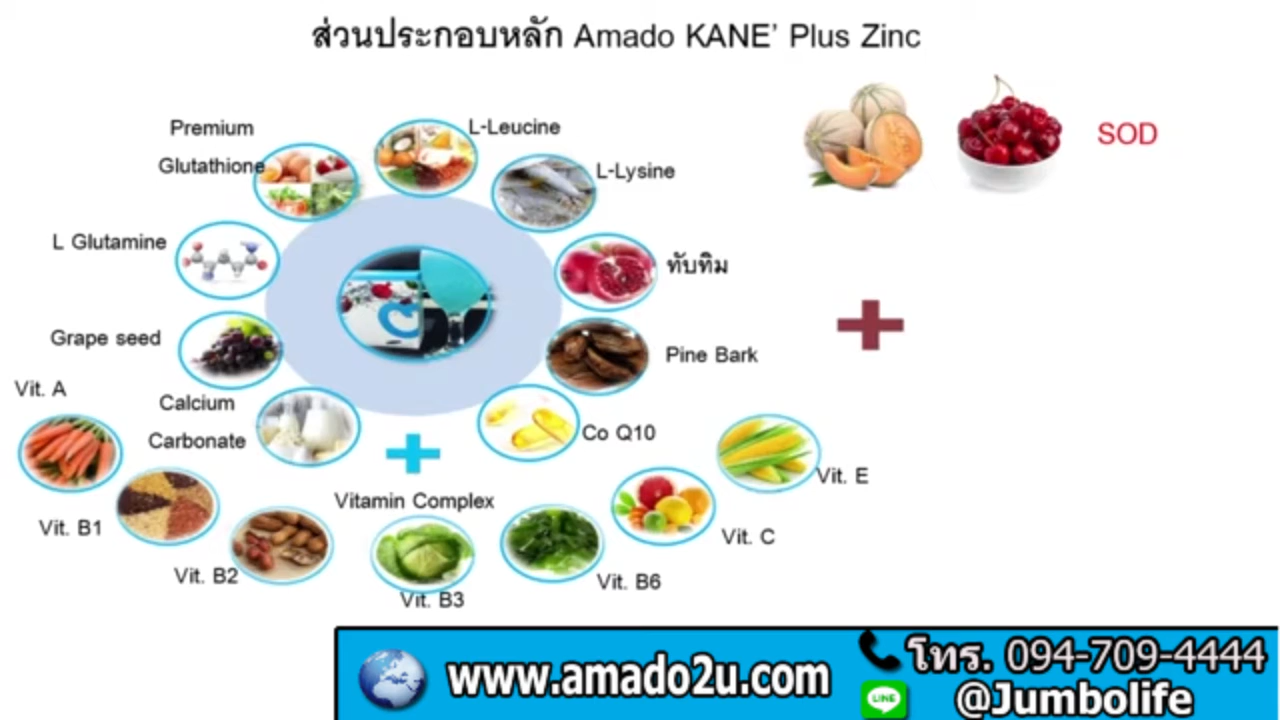 ส่วนประกอบหลัก Amado KANE’ Plus Zinc
Premium
Glutathione
L-Leucine
L-Lysine
SOD
L Glutamine
ทับทิม
Grape seed
Pine Bark
Vit. A
Calcium
Carbonate
Co Q10
Vit. E
Vitamin Complex
Vit. B1
Vit. C
Vit. B2
Vit. B6
Vit. B3
www.amado2u.com
โทร. 094-709-4444
LINE
@Jumbolife